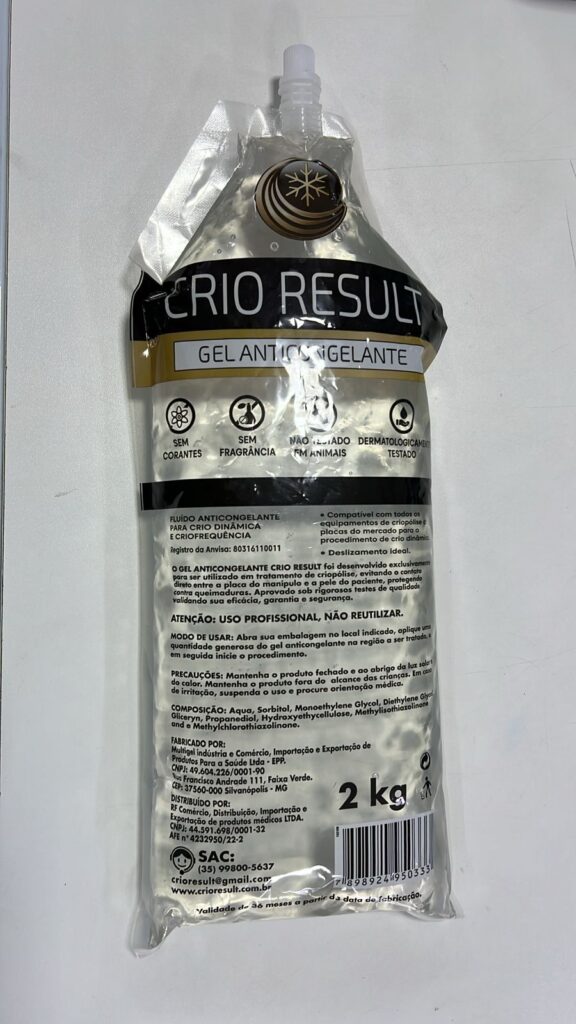 CRIO RESULT
GEL ANTICONGELANTE
SEM
CORANTES
SEM
FRAGRÂNCIA
NÃO TESTADO
EM ANIMAIS
DERMATOLOGICAMENT
TESTADO
FLUÍDO ANTICONGELANTE
PARA CRIO DINÂMICA
E CRIOFREQUÊNCIA
Registro da Anvisa: 80316110011
• Compatível com todos os
equipamentos de criopólise e
placas do mercado para o
procedimento de crio dinâmica
• Deslizamento ideal.
O GEL ANTICONGELANTE CRIO RESULT foi desenvolvido exclusivamente
para ser utilizado em tratamento de criopólise, evitando o contato
direto entre a placa do manípulo e a pele do paciente, protegendo
contra queimaduras. Aprovado sob rigorosos testes de qualidade
validando sua eficácia, garantia e segurança.
ATENÇÃO: USO PROFISSIONAL, NÃO REUTILIZAR.
MODO DE USAR: Abra sua embalagem no local indicado, aplique uma
quantidade generosa do gel anticongelante na região a ser tratada, e
em seguida inicie o procedimento.
PRECAUÇÕES: Mantenha o produto fechado e ao abrigo da luz solar e
do calor. Mantenha o produto fora do alcance das crianças. Em caso
de irritação, suspenda o uso e procure orientação médica.
COMPOSIÇÃO: Aqua, Sorbitol, Monoethylene Glycol, Diethylene Glycol,
Gliceryn, Propanediol, Hydroxyethycellulose, Methylisothiazolinone
and e Methylchlorothiazolinone.
FABRICADO POR:
Multigel indústria e Comércio, Importação e Exportação de
Produtos Para a Saúde Ltda - EPP.
CNPJ: 49.604.226/0001-90
Rua Francisco Andrade 111, Faixa Verde.
CEP: 37560-000 Silvanópolis - MG
DISTRIBUÍDO POR:
RF Comércio, Distribuição, Importação e
Exportação de produtos médicos LTDA.
CNPJ: 44.591.698/0001-32
AFE n° 4232950/22-2
2 kg
SAC:
(35) 99800-5637
crioresult@gmail.com
www.crioresult.com.br
7 898924 950333
Validade de 36 meses a partir da data de fabricação.